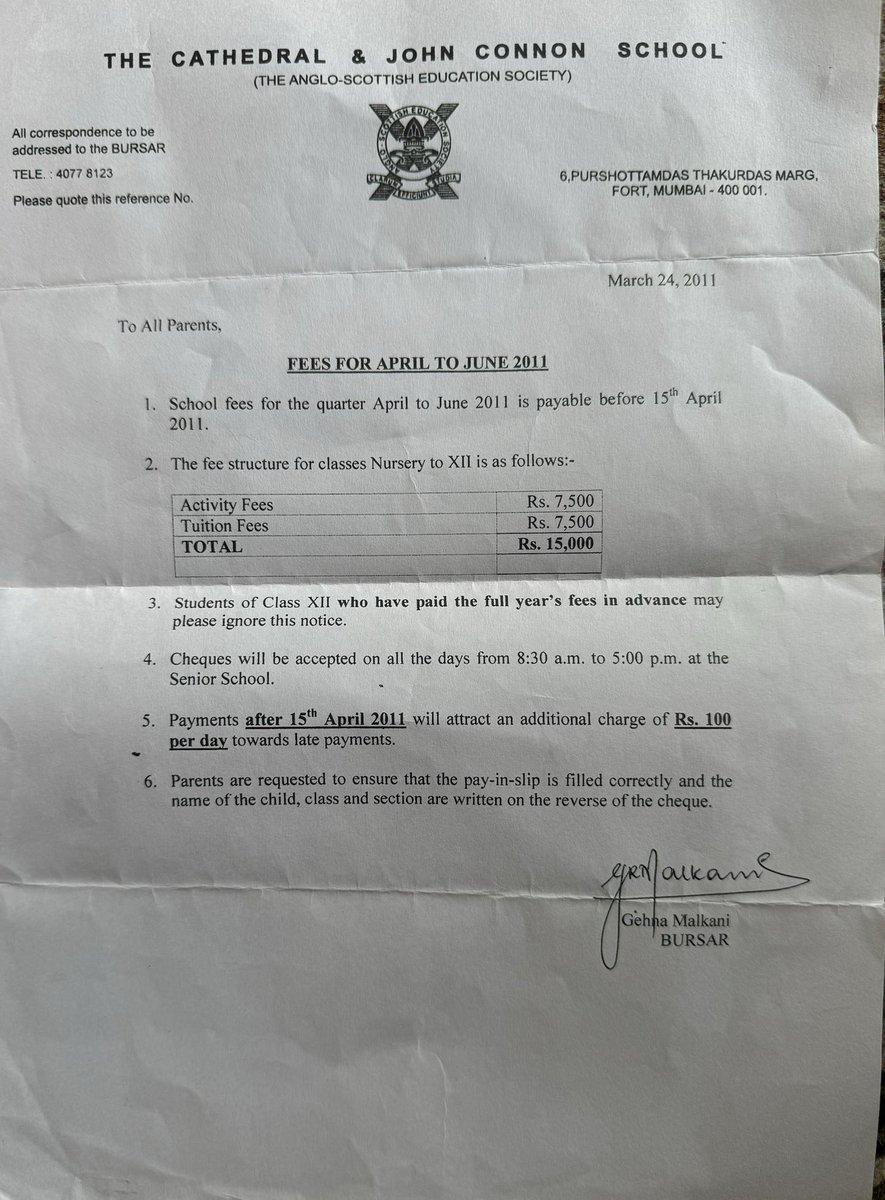 THE CATHEDRAL & JOHN CONNON SCHOOL
(THE ANGLO-SCOTTISH EDUCATION SOCIETY)
All correspondence to be
addressed to the BURSAR
TELE. : 4077 8123
Please quote this reference No.
ANGLO SCOTTISH EDUCATION SOCIETY
CLARUM EFFICIUNT STUDIA
6,PURSHOTTAMDAS THAKURDAS MARG,
FORT, MUMBAI - 400 001.
March 24, 2011
To All Parents,
FEES FOR APRIL TO JUNE 2011
1. School fees for the quarter April to June 2011 is payable before 15th April
2011.
2. The fee structure for classes Nursery to XII is as follows:-
Activity Fees Rs. 7,500
Tuition Fees Rs. 7,500
TOTAL Rs. 15,000
3. Students of Class XII who have paid the full year's fees in advance may
please ignore this notice.
4. Cheques will be accepted on all the days from 8:30 a.m. to 5:00 p.m. at the
Senior School.
5. Payments after 15th April 2011 will attract an additional charge of Rs. 100
per day towards late payments.
6. Parents are requested to ensure that the pay-in-slip is filled correctly and the
name of the child, class and section are written on the reverse of the cheque.
GRMalkani
Gehna Malkani
BURSAR